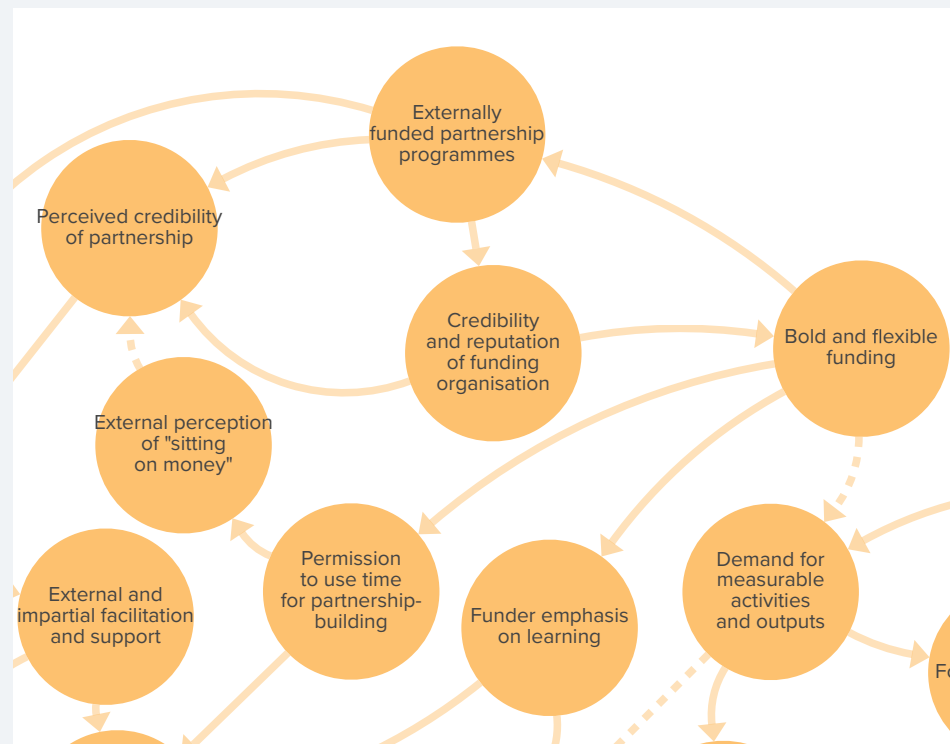 Externally
funded partnership
programmes
Perceived credibility
of partnership
Credibility
and reputation
of funding
organisation
Bold and flexible
funding
External perception
of "sitting
on money"
Permission
to use time
for partnership-
building
Demand for
measurable
activities
and outputs
External and
impartial facilitation
and support
Funder emphasis
on learning